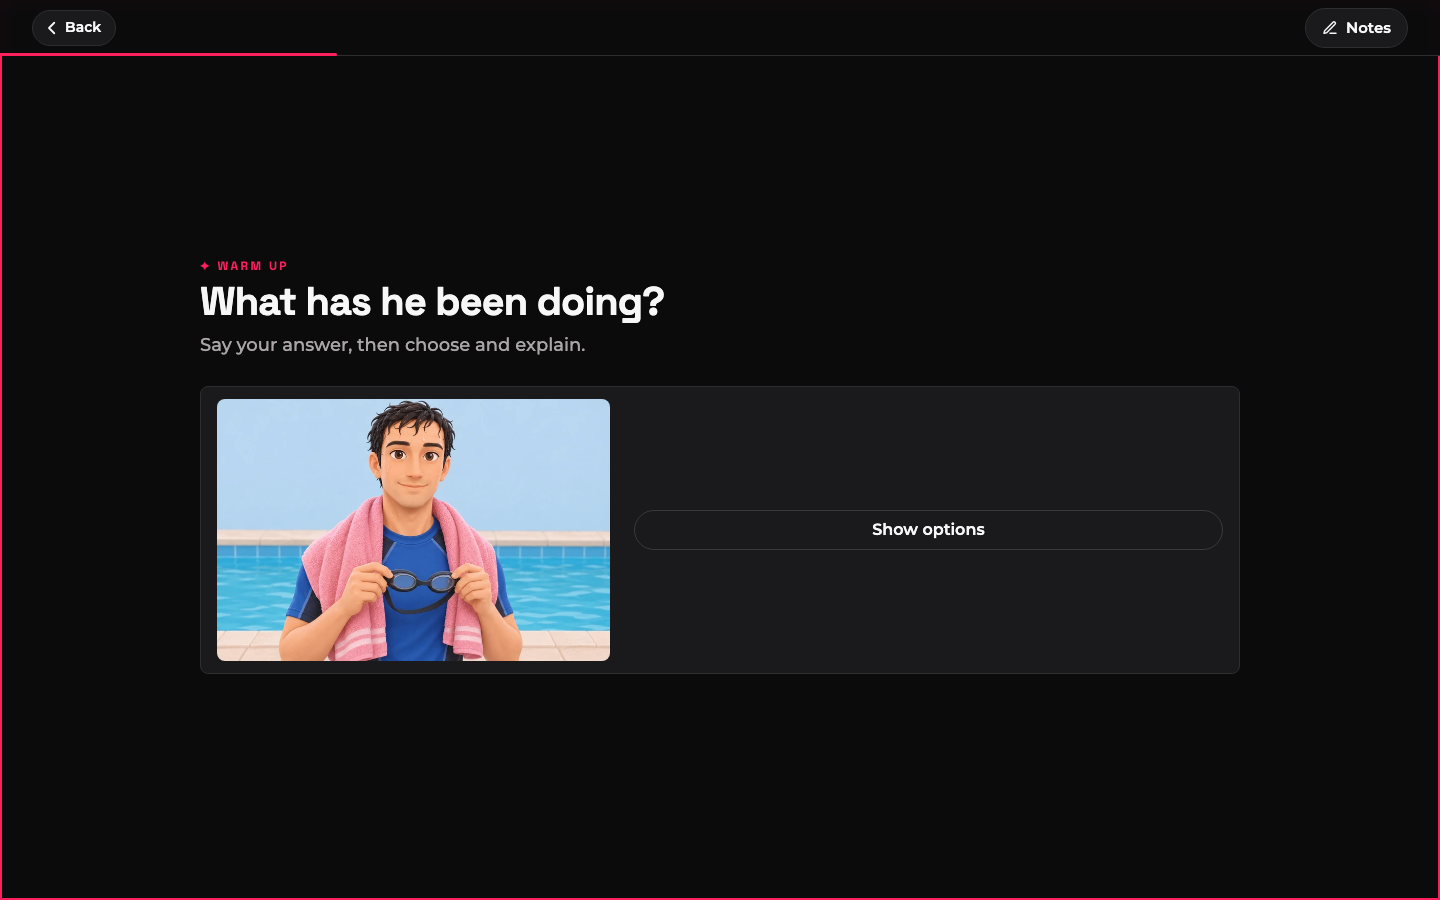 Back
Notes
WARM UP
What has he been doing?
Say your answer, then choose and explain.
Show options